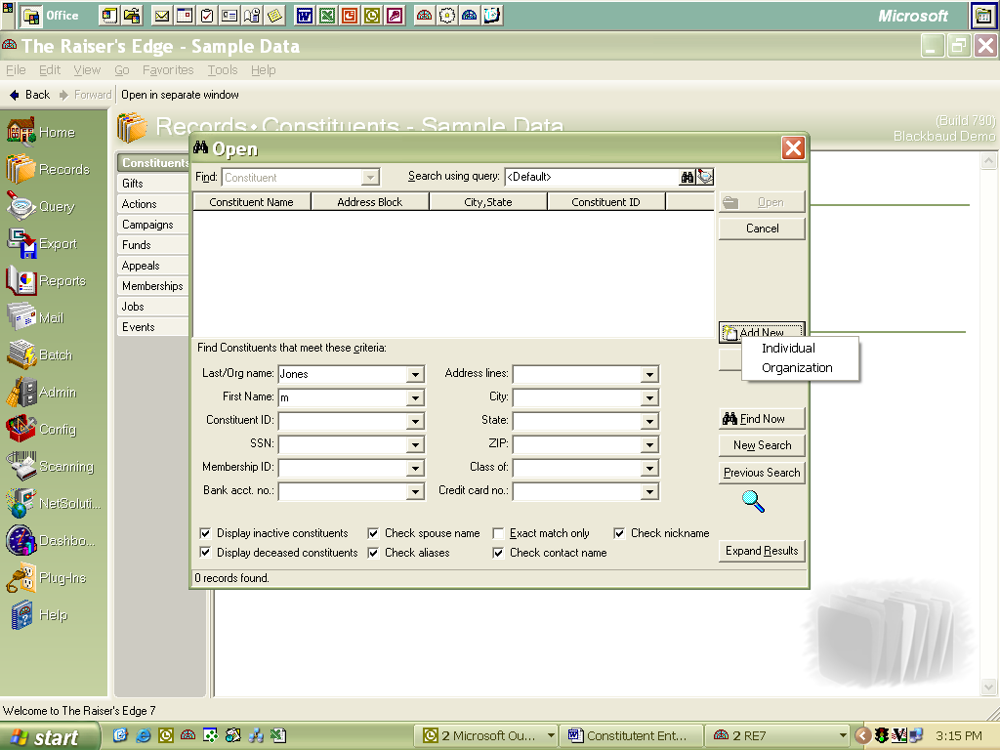 Office Microsoft
The Raiser's Edge - Sample Data
File Edit View Go Favorites Tools Help
Back Forward Open in separate window
Records • Constituents - Sample Data
(Build 790)
Blackbaud Demo
Home
Records
Query
Export
Reports
Mail
Batch
Admin
Config
Scanning
NetSoluti...
Dashbo...
Plug-Ins
Help
Constituents
Gifts
Actions
Campaigns
Funds
Appeals
Memberships
Jobs
Events
Open
Find: Constituent Search using query: <Default>
Constituent Name Address Block City,State Constituent ID
Open
Cancel
Add New
Individual
Organization
Find Now
New Search
Previous Search
Expand Results
Find Constituents that meet these criteria:
Last/Org name: Jones Address lines:
First Name: m City:
Constituent ID: State:
SSN: ZIP:
Membership ID: Class of:
Bank acct. no.: Credit card no.:
Display inactive constituents Check spouse name Exact match only Check nickname
Display deceased constituents Check aliases Check contact name
0 records found.
Welcome to The Raiser's Edge 7
start 2 Microsoft Ou... Constitutent Ent... 2 RE7 3:15 PM